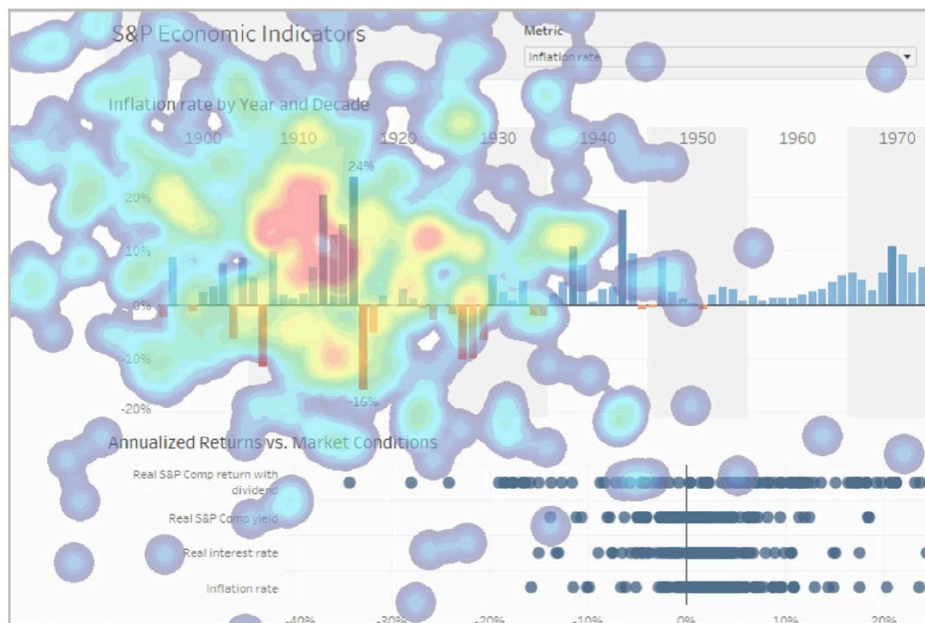 S&P Economic Indicators
Metric
Inflation rate
Inflation rate by Year and Decade
1900 1910 1920 1930 1940 1950 1960 1970
24%
20%
10%
0%
-10%
-16%
-20%
Annualized Returns vs. Market Conditions
Real S&P Comp return with
dividend
Real S&P Comp yield
Real interest rate
Inflation rate
-40% -30% -20% -10% 0% 10% 20%